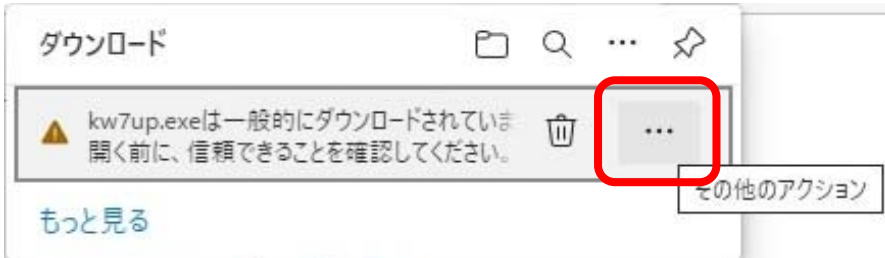 ダウンロード
kw7up.exeは一般的にダウンロードされていま
開く前に、信頼できることを確認してください。
その他のアクション
もっと見る